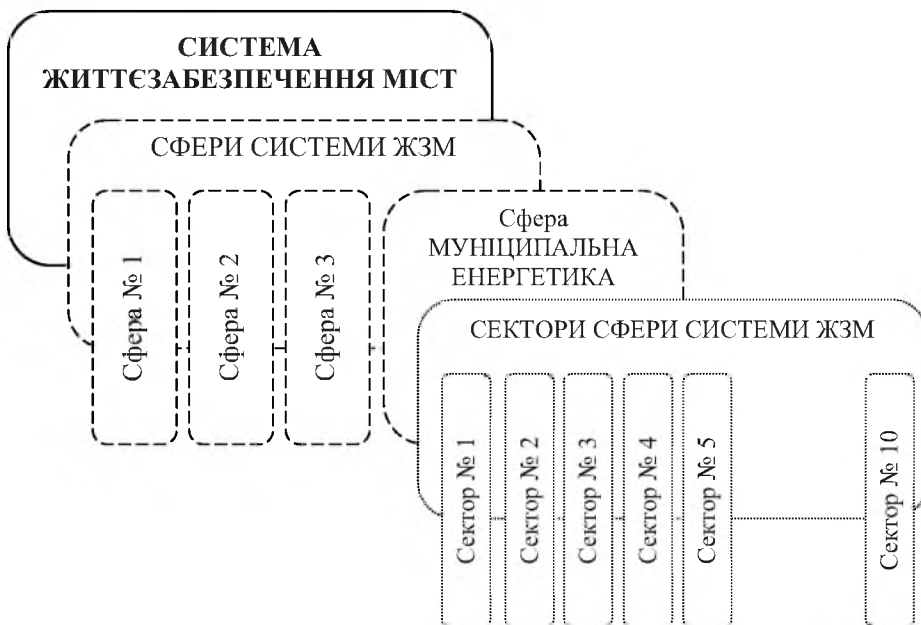 СИСТЕМА
ЖИТТЄЗАБЕЗПЕЧЕННЯ МІСТ
СФЕРИ СИСТЕМИ ЖЗМ
Сфера № 1
Сфера № 2
Сфера № 3
Сфера
МУНІЦИПАЛЬНА
ЕНЕРГЕТИКА
СЕКТОРИ СФЕРИ СИСТЕМИ ЖЗМ
Сектор № 1
Сектор № 2
Сектор № 3
Сектор № 4
Сектор № 5
Сектор № 10